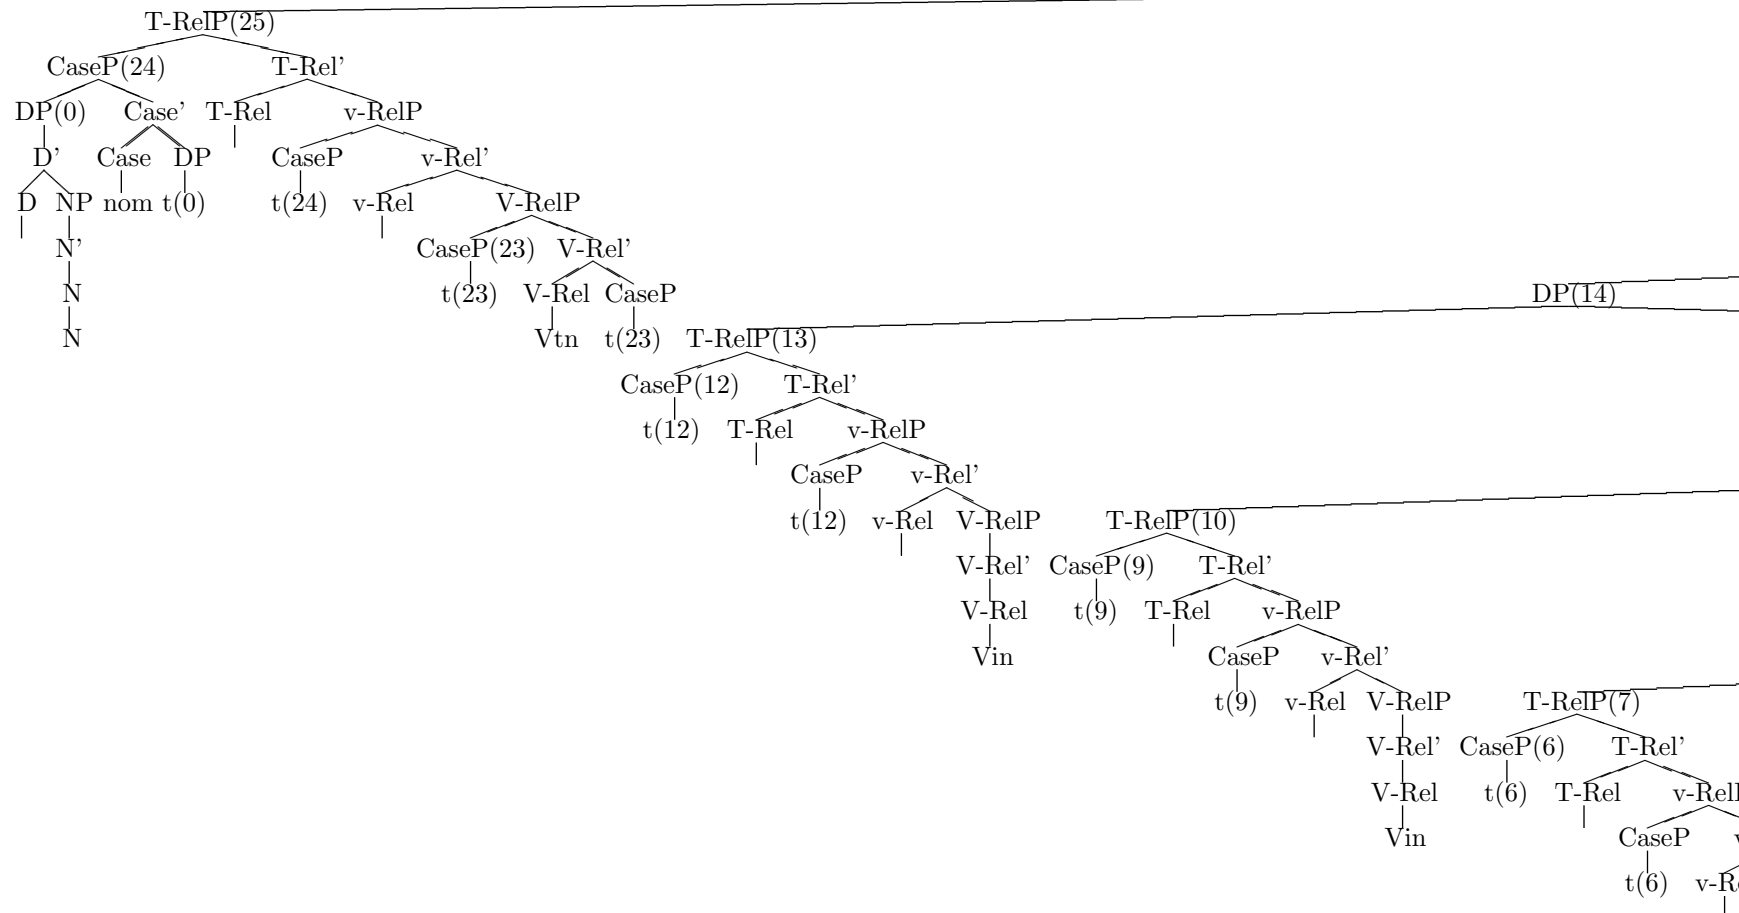 T-RelP(25)
CaseP(24) T-Rel'
DP(0) Case' T-Rel v-RelP
D' Case DP CaseP v-Rel'
D NP nom t(0) t(24) v-Rel V-RelP
N' CaseP(23) V-Rel'
N t(23) V-Rel CaseP DP(14)
N Vtn t(23) T-RelP(13)
CaseP(12) T-Rel'
t(12) T-Rel v-RelP
CaseP v-Rel'
t(12) v-Rel V-RelP T-RelP(10)
V-Rel' CaseP(9) T-Rel'
V-Rel t(9) T-Rel v-RelP
Vin CaseP v-Rel'
t(9) v-Rel V-RelP T-RelP(7)
V-Rel' CaseP(6) T-Rel'
V-Rel t(6) T-Rel v-Rel
Vin CaseP
t(6) v-Re